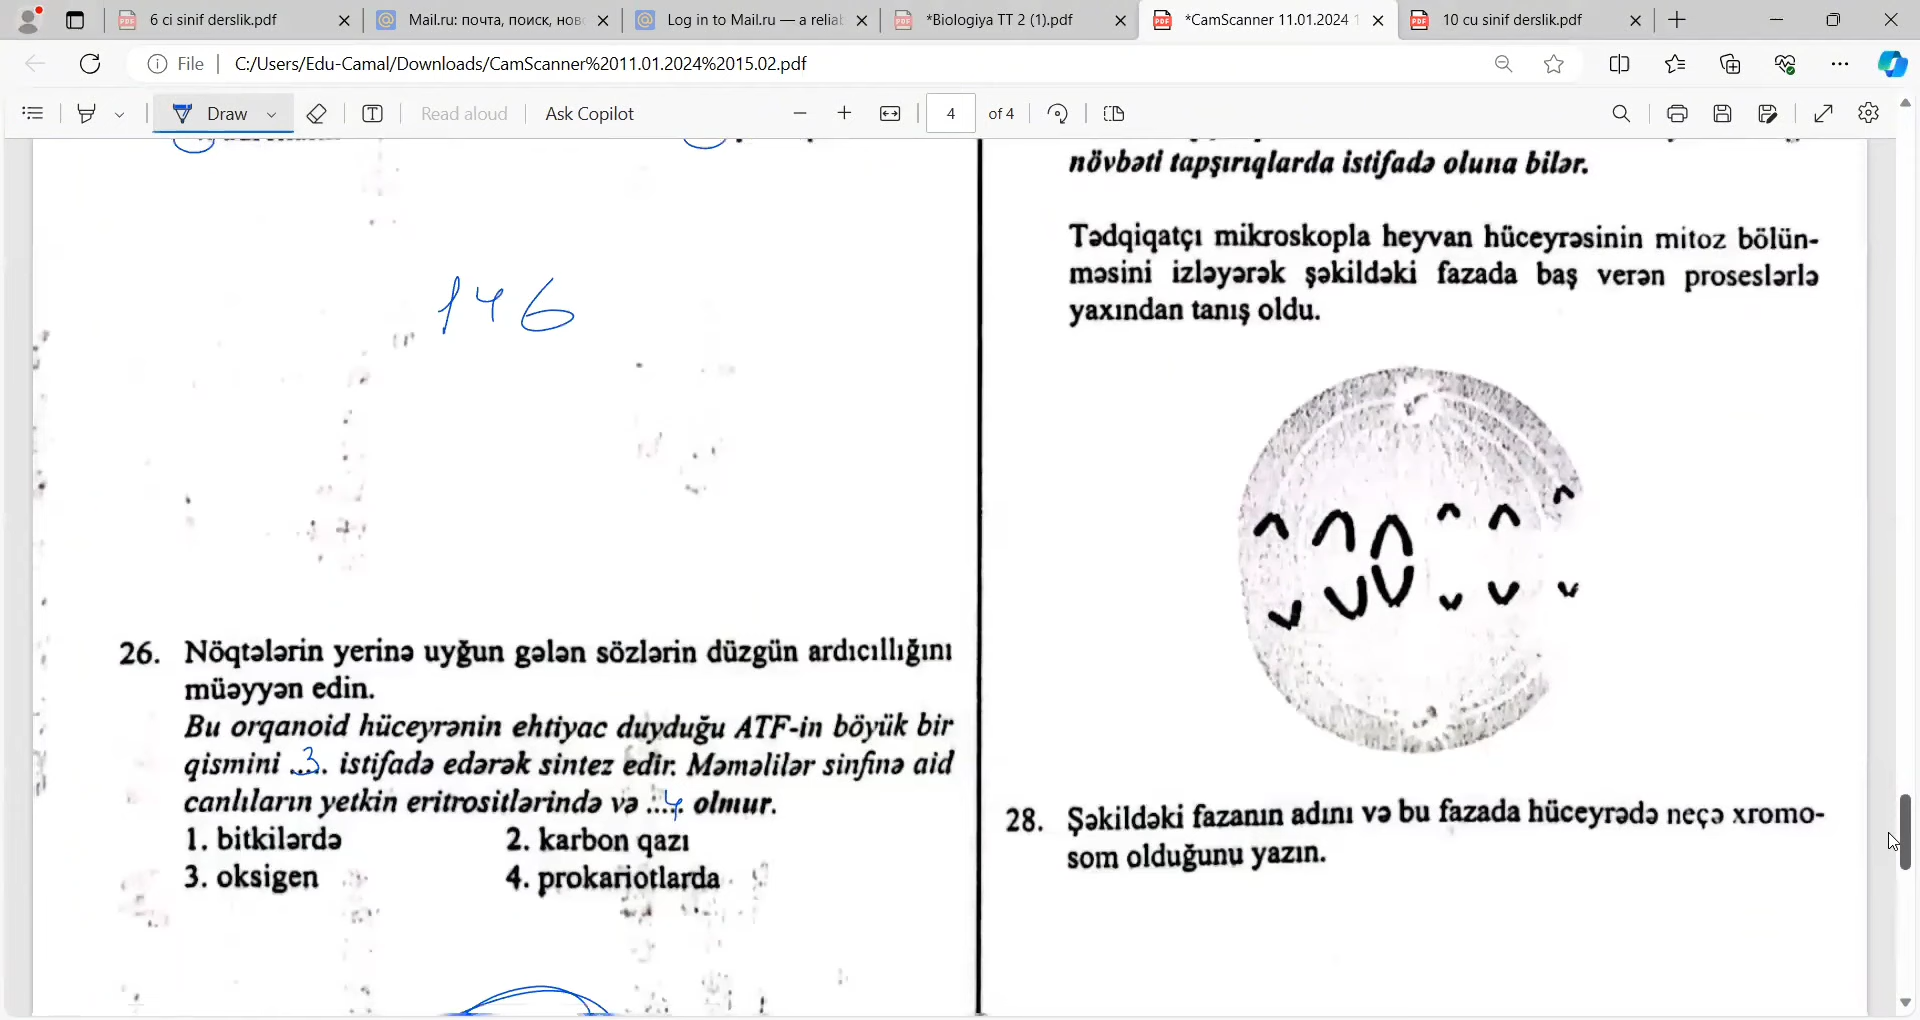 6 ci sinif derslik.pdf
Mail.ru: почта, поиск, нов
Log in to Mail.ru — a relia
*Biologiya TT 2 (1).pdf
*CamScanner 11.01.2024 1
10 cu sinif derslik.pdf
File
C:/Users/Edu-Camal/Downloads/CamScanner%2011.01.2024%2015.02.pdf
Draw
Read aloud
Ask Copilot
4 of 4
146
26. Nöqtələrin yerinə uyğun gələn sözlərin düzgün ardıcıllığını
müəyyən edin.
Bu orqanoid hüceyrənin ehtiyac duyduğu ATF-in böyük bir
qismini ..3. istifadə edərək sintez edir. Məməlilər sinfinə aid
canlıların yetkin eritrositlərində və ...4. olmur.
1. bitkilərdə 2. karbon qazı
3. oksigen 4. prokariotlarda
növbəti tapşırıqlarda istifadə oluna bilər.
Tədqiqatçı mikroskopla heyvan hüceyrəsinin mitoz bölün-
məsini izləyərək şəkildəki fazada baş verən proseslərlə
yaxından tanış oldu.
28. Şəkildəki fazanın adını və bu fazada hüceyrədə neçə xromo-
som olduğunu yazın.